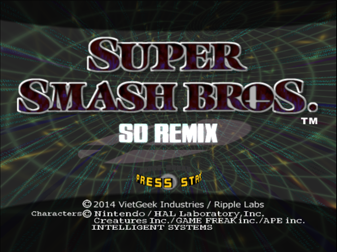 SUPER
SMASH BROS.
TM
SD REMIX
PRESS START
© 2014 VietGeek Industries / Ripple Labs
Characters © Nintendo / HAL Laboratory,Inc,
Creatures Inc./GAME FREAK inc./APE inc.
INTELLIGENT SYSTEMS